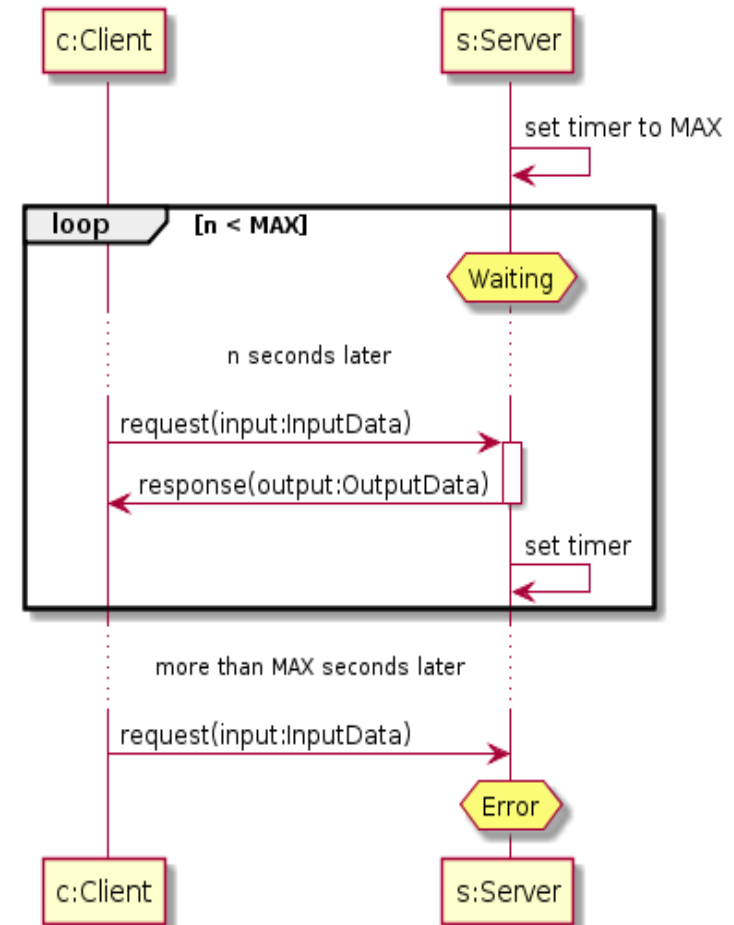 c:Client
s:Server
set timer to MAX
loop
[n < MAX]
Waiting
n seconds later
request(input:InputData)
response(output:OutputData)
set timer
more than MAX seconds later
request(input:InputData)
Error
c:Client
s:Server